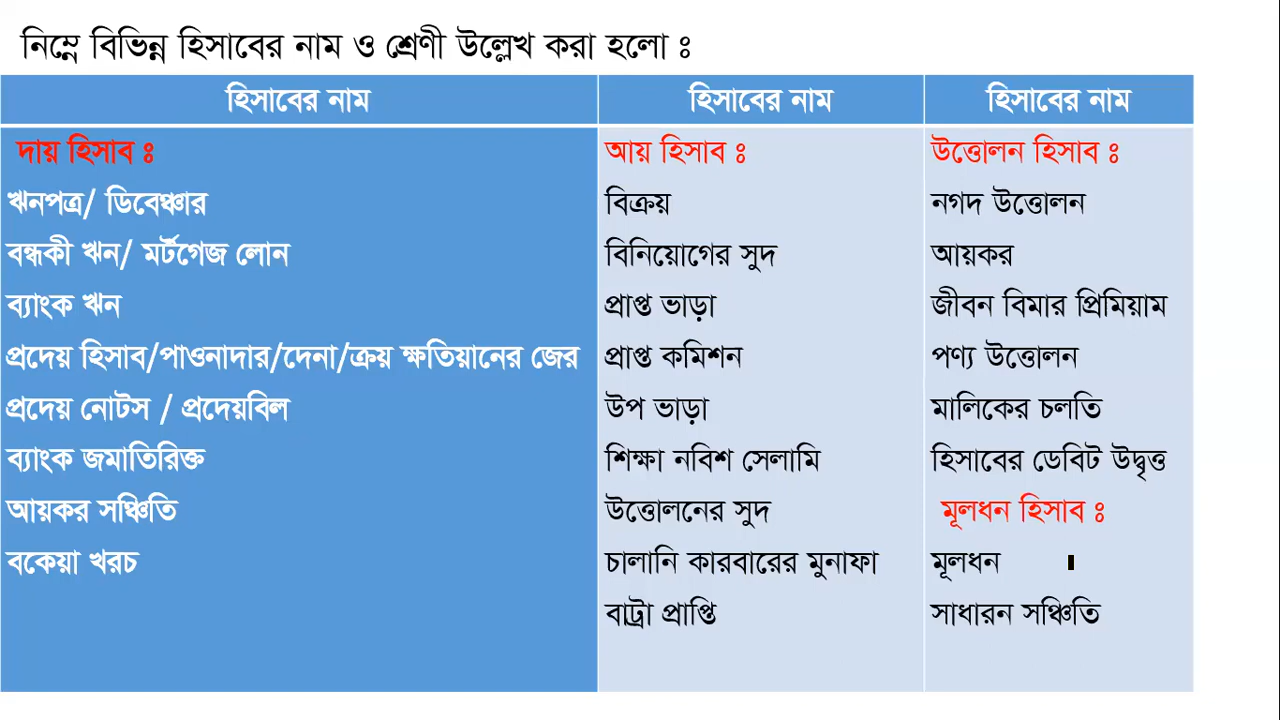 নিম্নে বিভিন্ন হিসাবের নাম ও শ্রেণী উল্লেখ করা হলো ঃ
হিসাবের নাম
দায় হিসাব ঃ
ঋনপত্র/ ডিবেঞ্চার
বন্ধকী ঋন/ মর্টগেজ লোন
ব্যাংক ঋন
প্রদেয় হিসাব/পাওনাদার/দেনা/ক্রয় ক্ষতিয়ানের জের
প্রদেয় নোটস / প্রদেয়বিল
ব্যাংক জমাতিরিক্ত
আয়কর সঞ্চিতি
বকেয়া খরচ
হিসাবের নাম
আয় হিসাব ঃ
বিক্রয়
বিনিয়োগের সুদ
প্রাপ্ত ভাড়া
প্রাপ্ত কমিশন
উপ ভাড়া
শিক্ষা নবিশ সেলামি
উত্তোলনের সুদ
চালানি কারবারের মুনাফা
বাট্রা প্রাপ্তি
হিসাবের নাম
উত্তোলন হিসাব ঃ
নগদ উত্তোলন
আয়কর
জীবন বিমার প্রিমিয়াম
পণ্য উত্তোলন
মালিকের চলতি
হিসাবের ডেবিট উদ্বৃত্ত
মূলধন হিসাব ঃ
মূলধন
সাধারন সঞ্চিতি